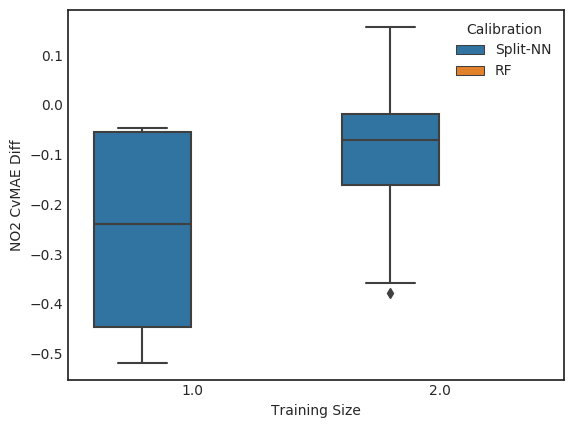 Calibration
Split-NN
RF
0.1
0.0
−0.1
−0.2
−0.3
−0.4
−0.5
NO2 CvMAE Diff
1.0
2.0
Training Size